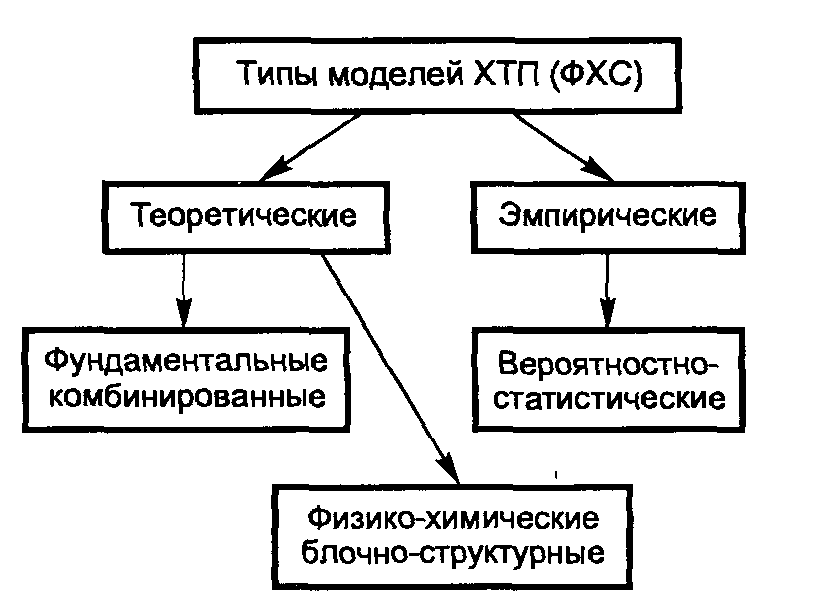 Типы моделей ХТП (ФХС)
Теоретические
Эмпирические
Фундаментальные
комбинированные
Вероятностно-
статистические
Физико-химические
блочно-структурные